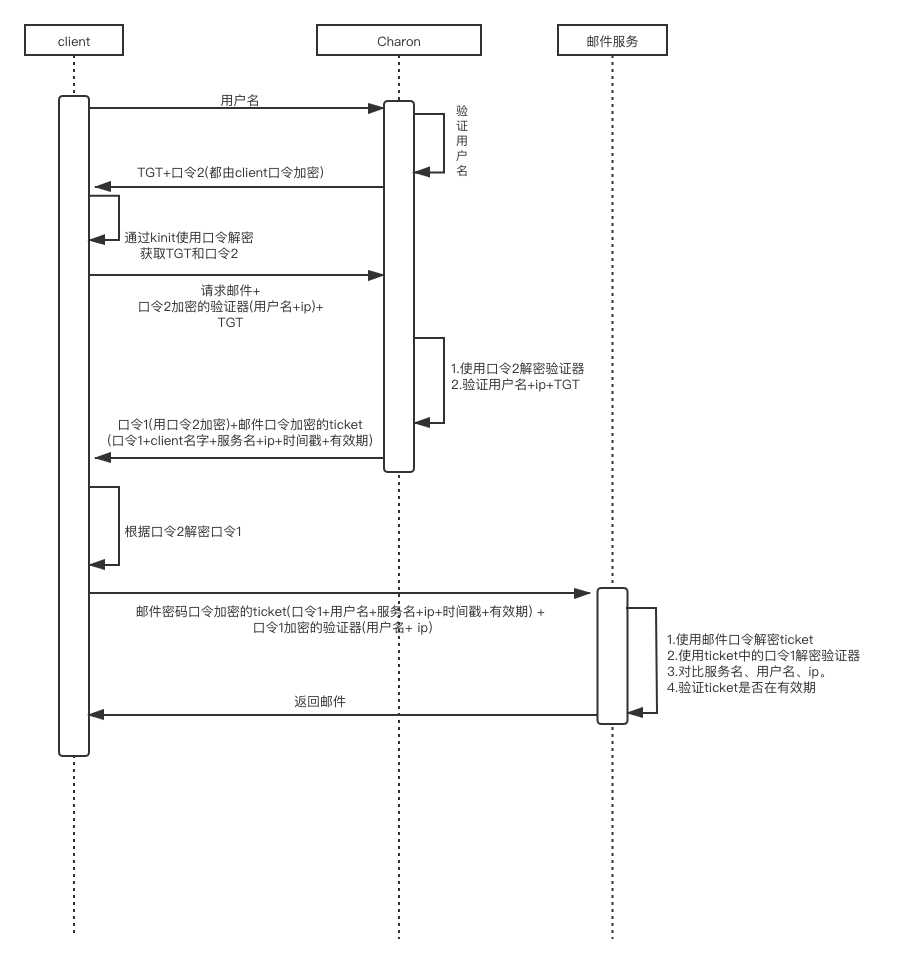 client
Charon
邮件服务
用户名
验
证
用
户
名
TGT+口令2(都由client口令加密)
通过kinit使用口令解密
获取TGT和口令2
请求邮件+
口令2加密的验证器(用户名+ip)+
TGT
1.使用口令2解密验证器
2.验证用户名+ip+TGT
口令1(用口令2加密)+邮件口令加密的ticket
(口令1+client名字+服务名+ip+时间戳+有效期)
根据口令2解密口令1
邮件密码口令加密的ticket(口令1+用户名+服务名+ip+时间戳+有效期) +
口令1加密的验证器(用户名+ ip)
1.使用邮件口令解密ticket
2.使用ticket中的口令1解密验证器
3.对比服务名、用户名、ip。
4.验证ticket是否在有效期
返回邮件